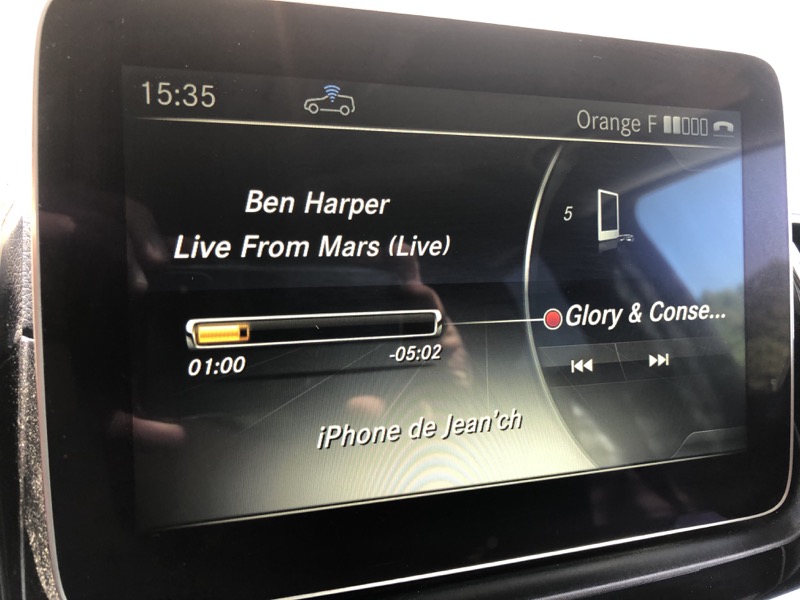 15:35
Orange F
Ben Harper
Live From Mars (Live)
5
Glory & Conse...
01:00
-05:02
iPhone de Jean'ch